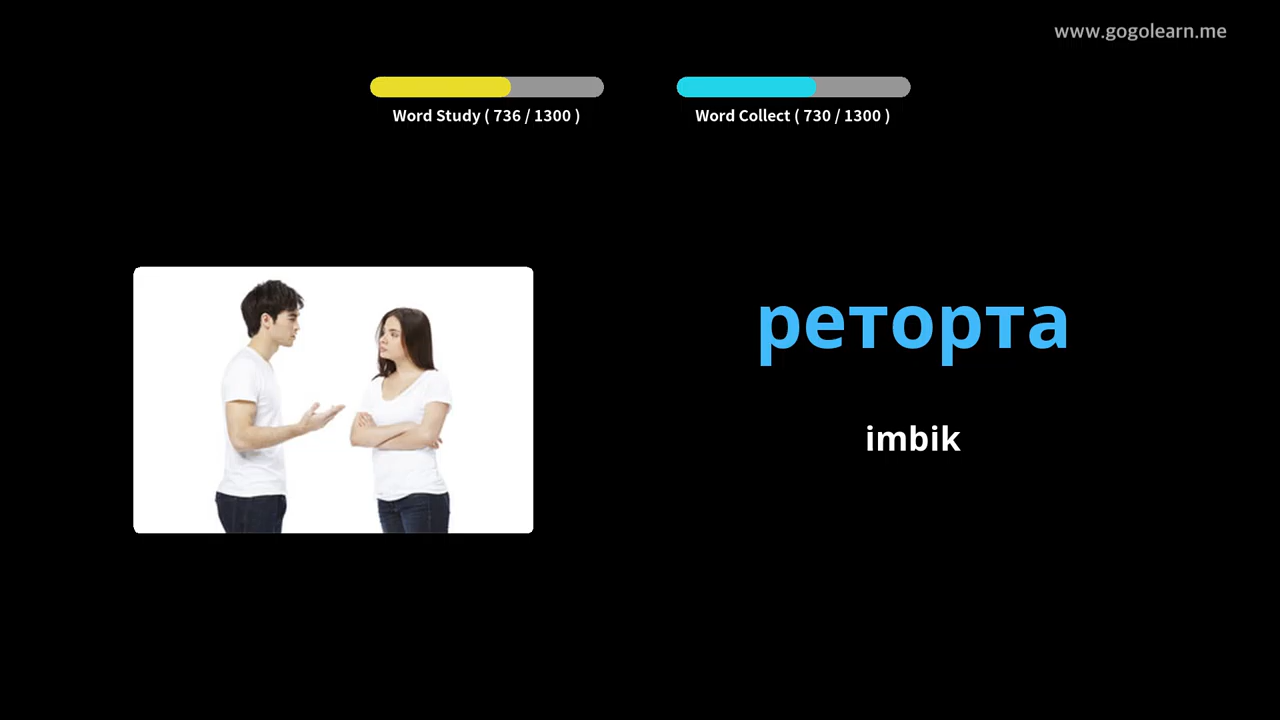 www.gogolearn.me
Word Study ( 736 / 1300 )
Word Collect ( 730 / 1300 )
реторта
imbik